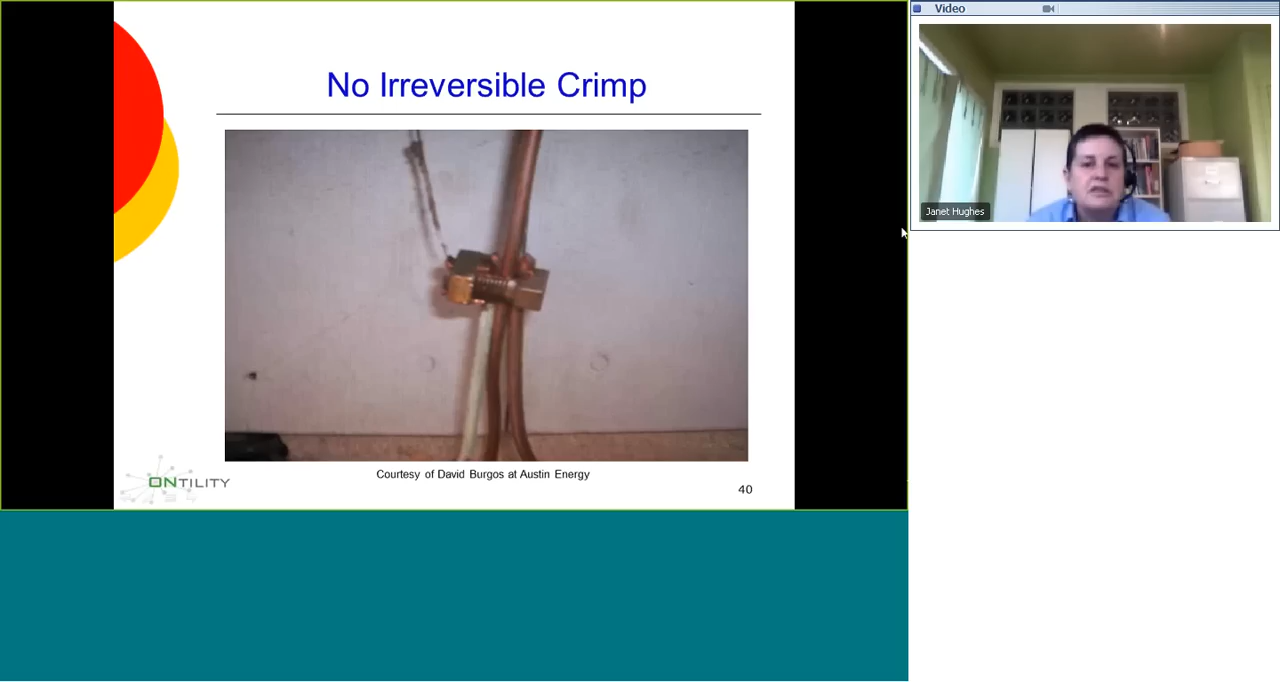 Video
No Irreversible Crimp
Janet Hughes
Courtesy of David Burgos at Austin Energy
ONTILITY
40